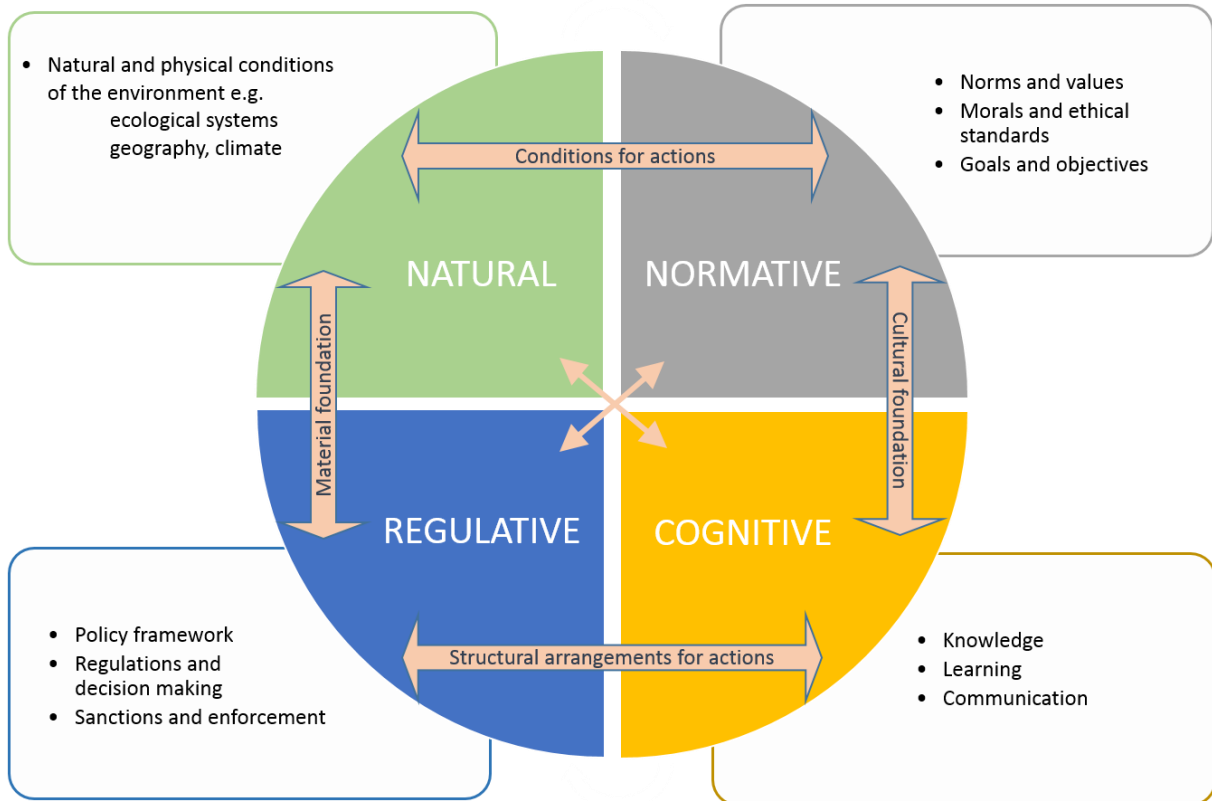 • Natural and physical conditions
of the environment e.g.
ecological systems
geography, climate
• Norms and values
• Morals and ethical
standards
• Goals and objectives
Conditions for actions
NATURAL
NORMATIVE
Material foundation
Cultural foundation
REGULATIVE
COGNITIVE
Structural arrangements for actions
• Policy framework
• Regulations and
decision making
• Sanctions and enforcement
• Knowledge
• Learning
• Communication